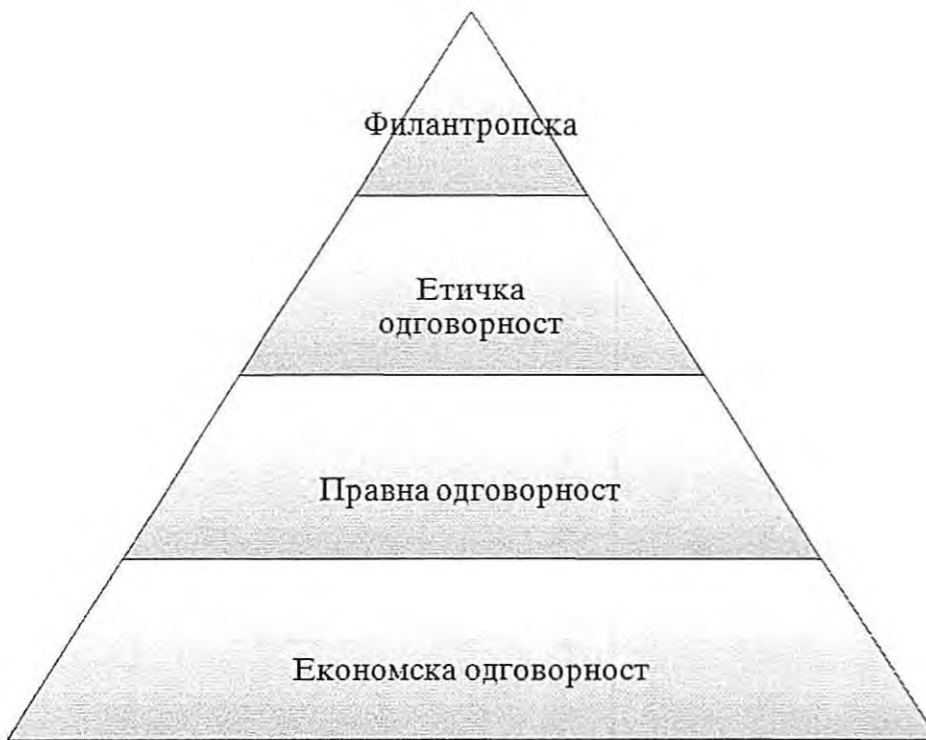 Филантропска
Етичка
одговорност
Правна одговорност
Економска одговорност